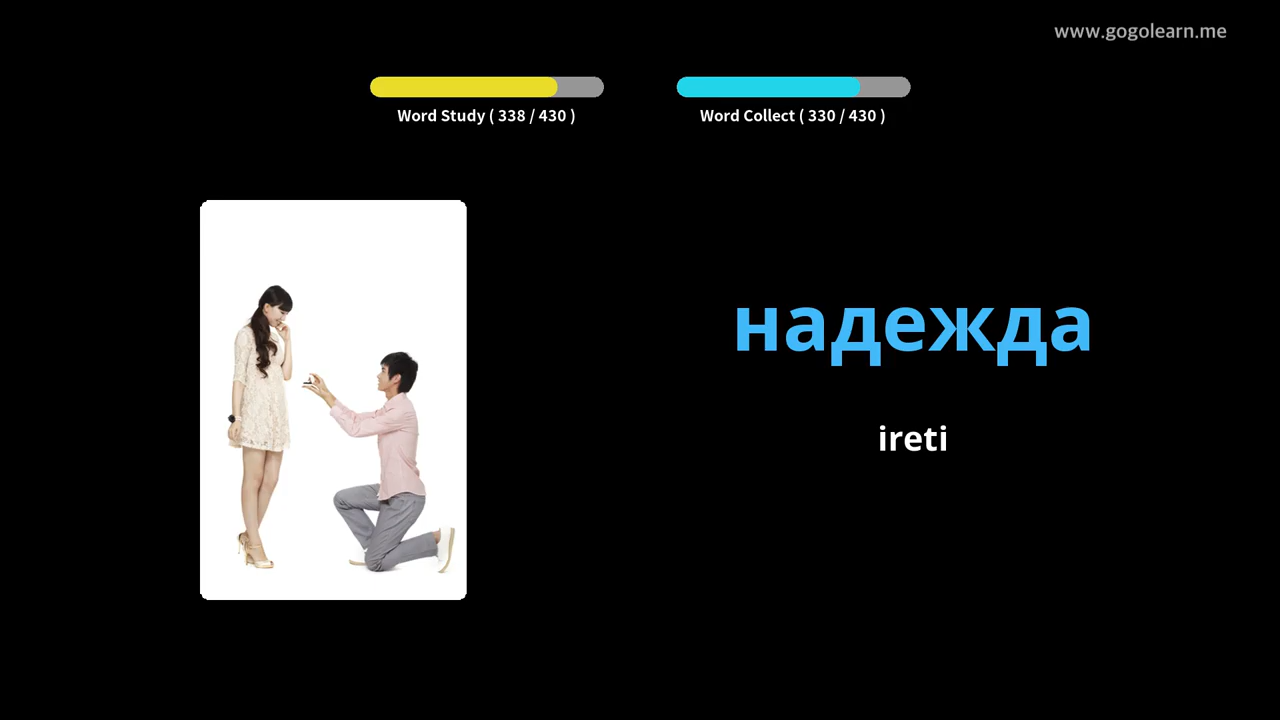 www.gogolearn.me
Word Study ( 338 / 430 )
Word Collect ( 330 / 430 )
надежда
ireti